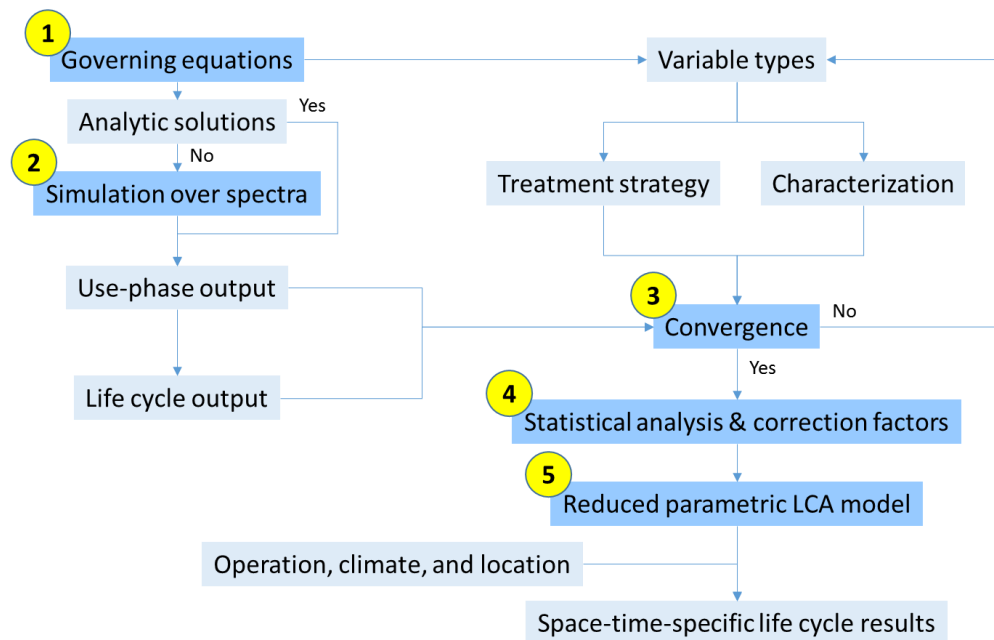 1
Governing equations
Variable types
Yes
Analytic solutions
No
2
Simulation over spectra
Treatment strategy
Characterization
Use-phase output
3
Convergence
No
Yes
Life cycle output
4
Statistical analysis & correction factors
5
Reduced parametric LCA model
Operation, climate, and location
Space-time-specific life cycle results